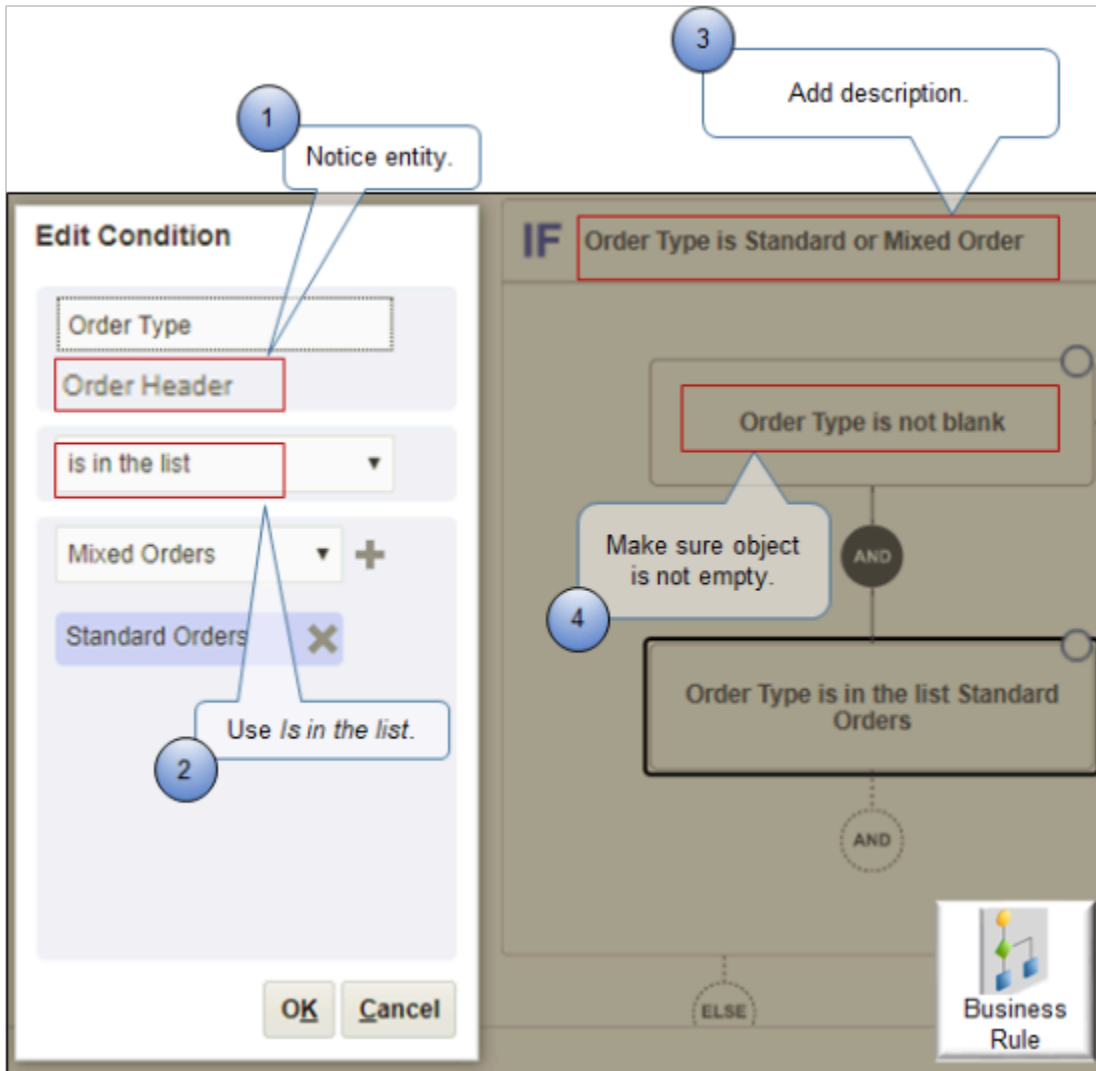 3
Add description.
1
Notice entity.
Edit Condition
Order Type
Order Header
is in the list
Mixed Orders
Standard Orders
Use Is in the list.
2
OK
Cancel
IF
Order Type is Standard or Mixed Order
Order Type is not blank
Make sure object
is not empty.
4
AND
Order Type is in the list Standard
Orders
AND
ELSE
Business
Rule